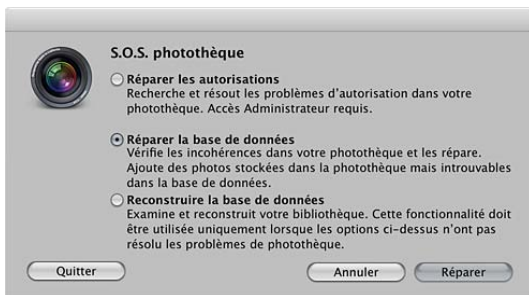 S.O.S. photothèque
Réparer les autorisations
Recherche et résout les problèmes d'autorisation dans votre
photothèque. Accès Administrateur requis.
Réparer la base de données
Vérifie les incohérences dans votre photothèque et les répare.
Ajoute des photos stockées dans la photothèque mais introuvables
dans la base de données.
Reconstruire la base de données
Examine et reconstruit votre bibliothèque. Cette fonctionnalité doit
être utilisée uniquement lorsque les options ci-dessus n'ont pas
résolu les problèmes de photothèque.
Quitter
Annuler
Réparer